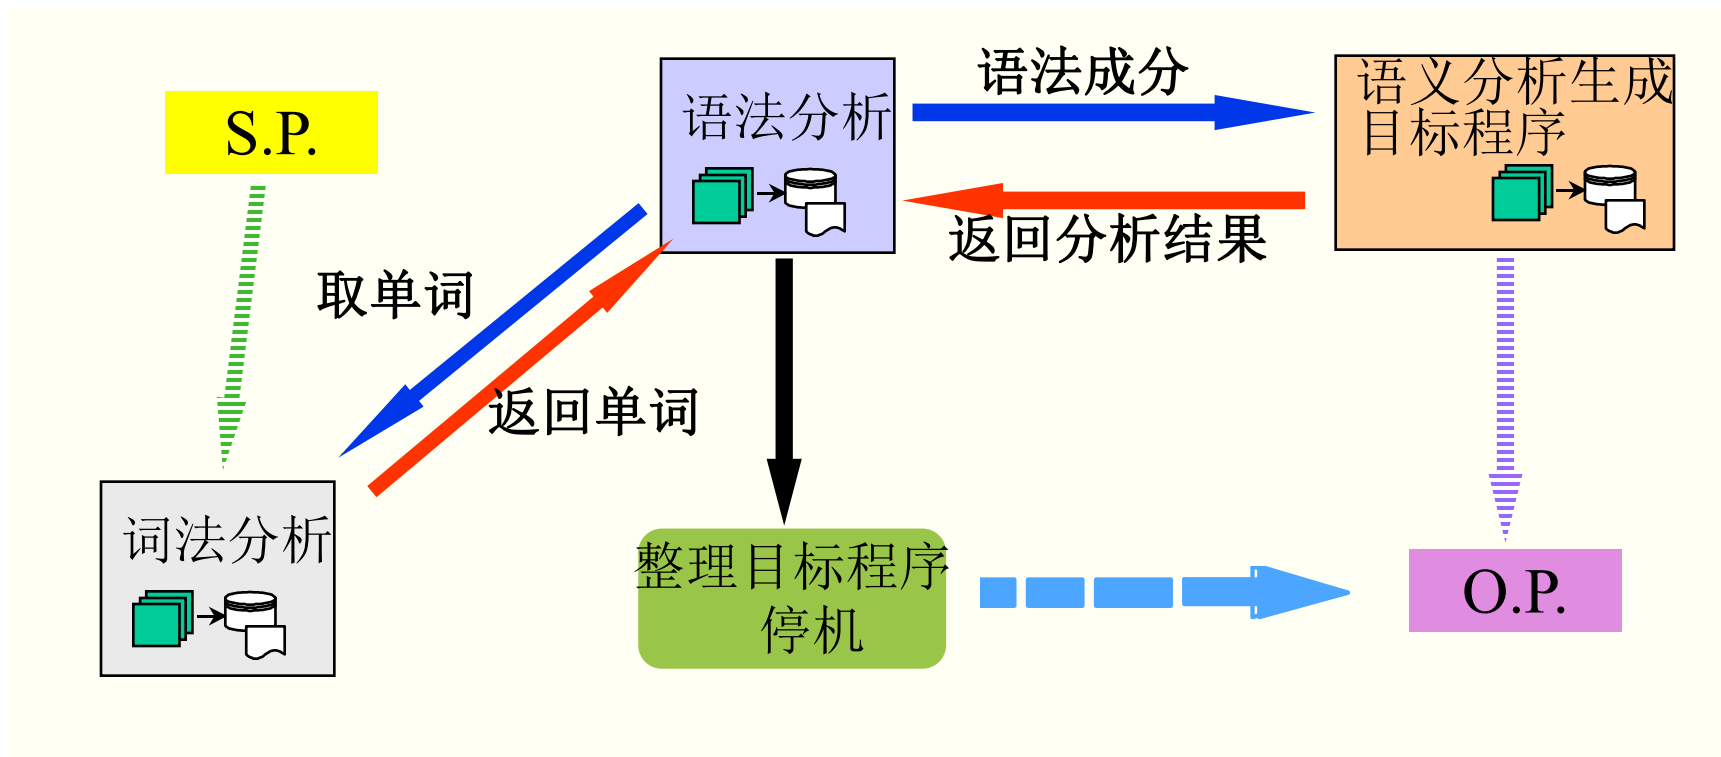 语法成分
语义分析生成
目标程序
S.P.
语法分析
返回分析结果
取单词
返回单词
词法分析
整理目标程序
停机
O.P.